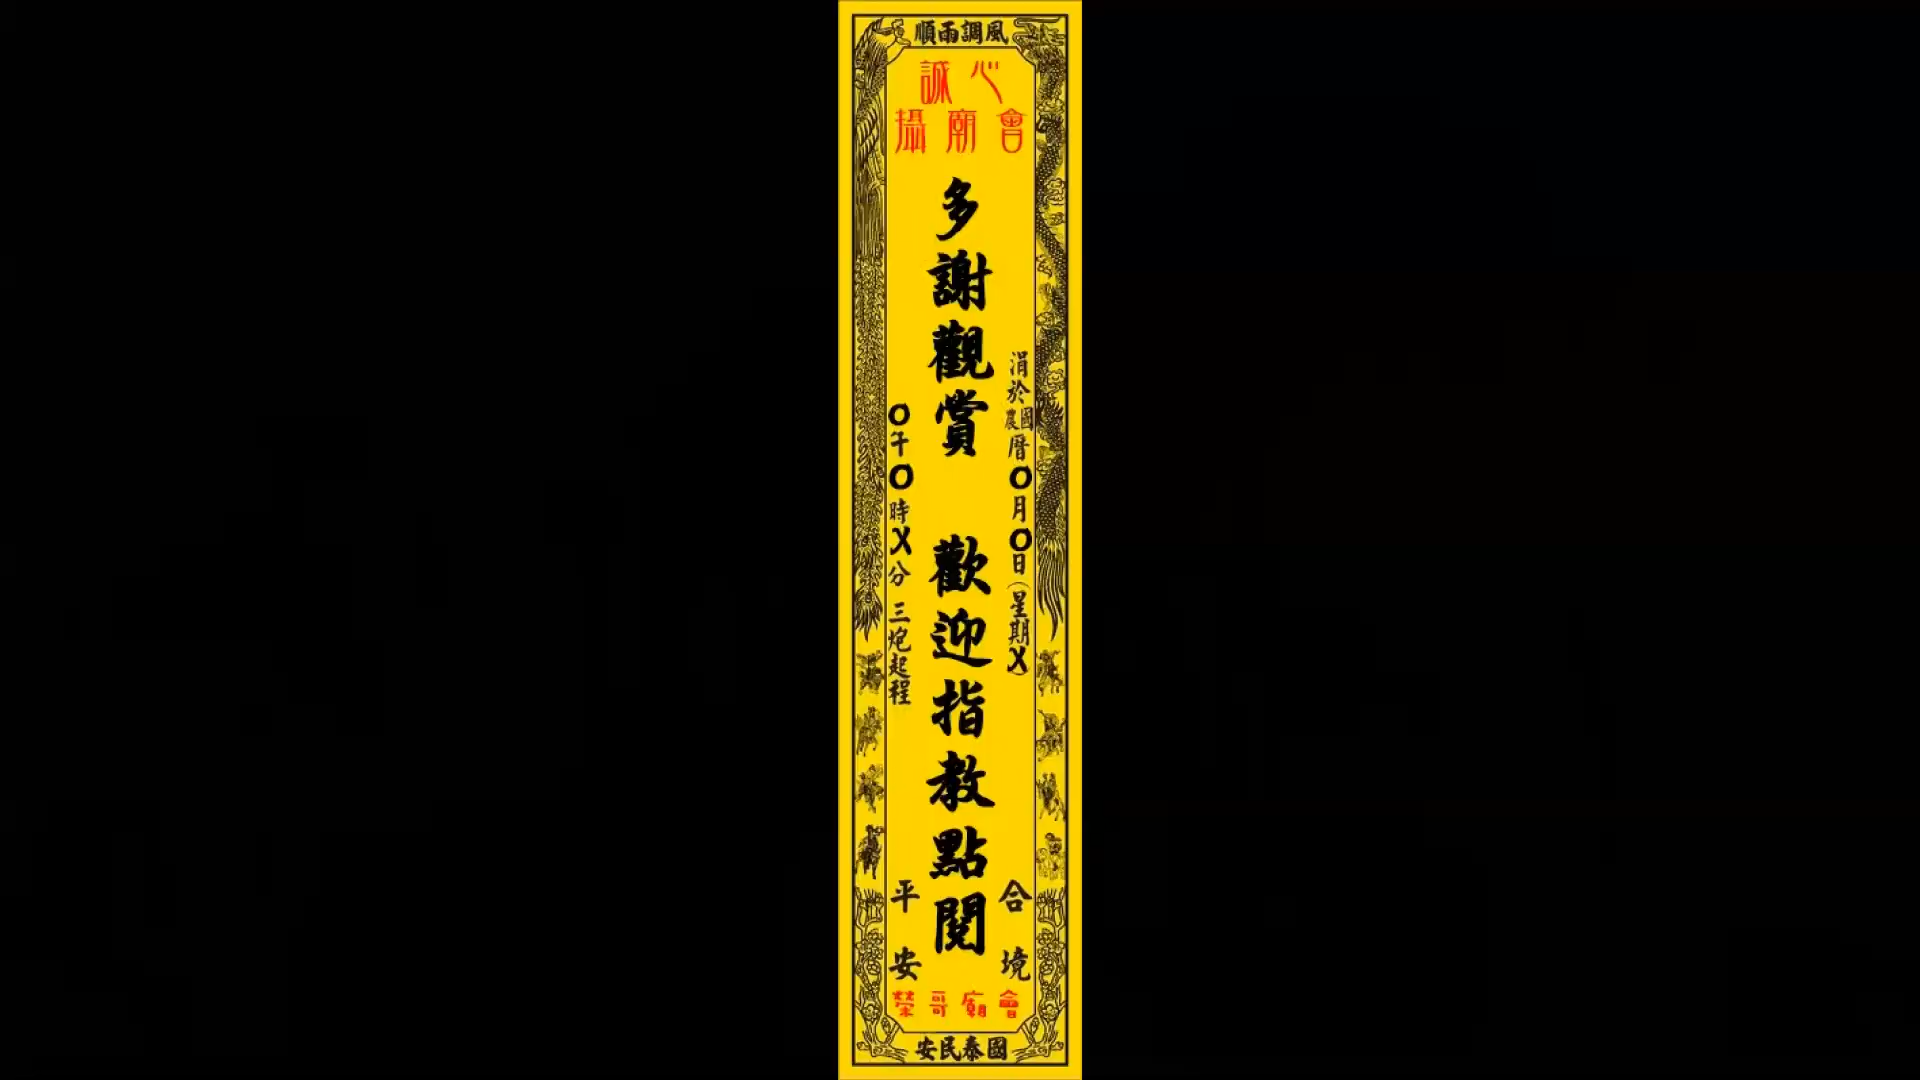 風調雨順
誠心
攝廟會
涓於農國曆O月O日(星期X)
多謝觀賞 歡迎指教點閱
O午O時X分 三炮起程
合境
平安
榮哥廟會
國泰民安